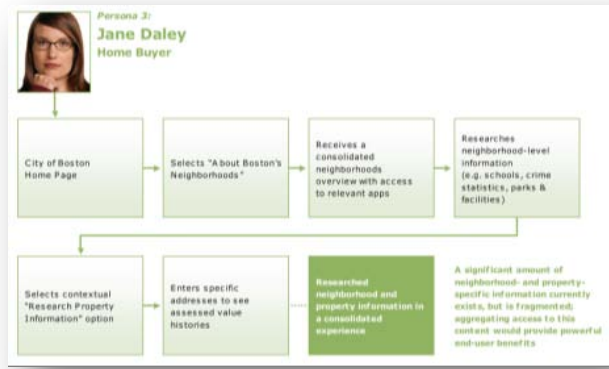 Persona 3:
Jane Daley
Home Buyer
City of Boston
Home Page
Selects "About Boston's
Neighborhoods"
Receives a
consolidated
neighborhoods
overview with access
to relevant apps
Researches
neighborhood-level
information
(e.g. schools, crime
statistics, parks &
facilities)
Selects contextual
"Research Property
Information" option
Enters specific
addresses to see
assessed value
histories
Researched
neighborhood and
property information in
a consolidated
experience
A significant amount of
neighborhood- and property-
specific information currently
exists, but is fragmented;
aggregating access to this
content would provide powerful
end-user benefits